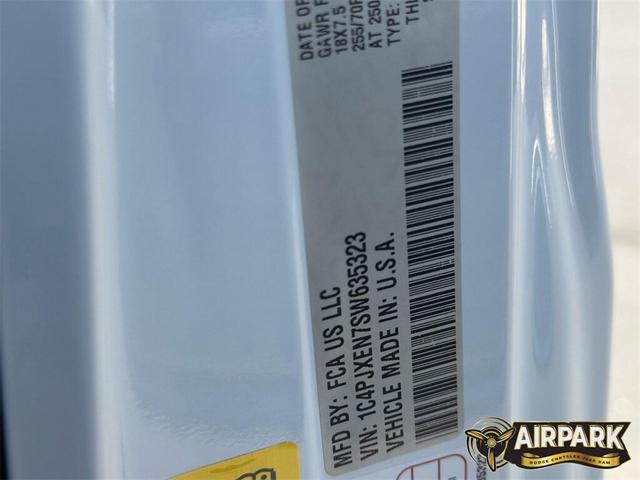 DATE OF
GAWR F
18X7.5
255/70R
AT 250
TYPE:
THI
MFD BY: FCA US LLC
VIN: 1C4PJXEN7SW635323
VEHICLE MADE IN: U.S.A.
AIRPARK
DODGE CHRYSLER JEEP RAM